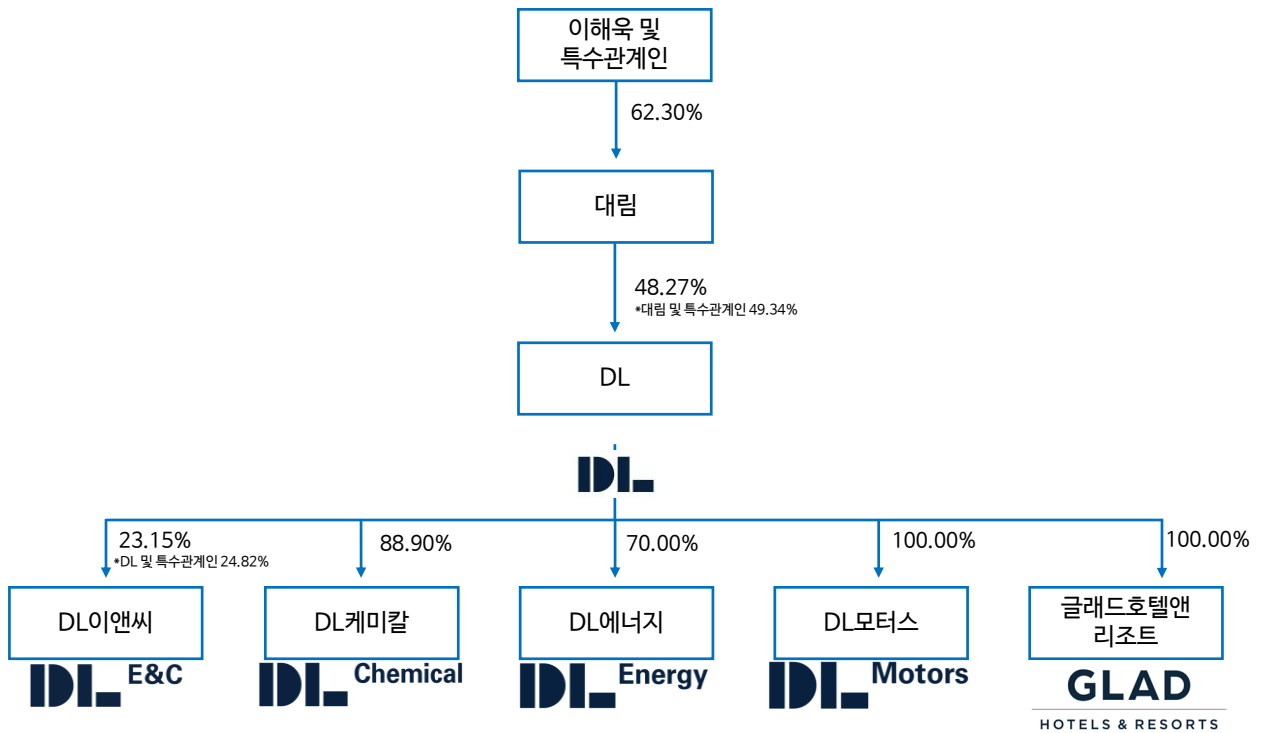 이해욱 및
특수관계인
62.30%
대림
48.27%
*대림 및 특수관계인 49.34%
DL
DL
23.15%
*DL 및 특수관계인 24.82%
88.90%
70.00%
100.00%
100.00%
DL이앤씨
DL케미칼
DL에너지
DL모터스
글래드호텔앤
리조트
DL E&C
DL Chemical
DL Energy
DL Motors
GLAD
HOTELS & RESORTS